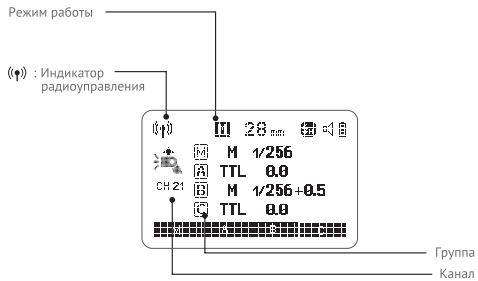 Режим работы
: Индикатор
радиоуправления
M 28 mm
M M 1/256
A TTL 0.0
CH 21
B M 1/256+0.5
C TTL 0.0
M A B C
Группа
Канал